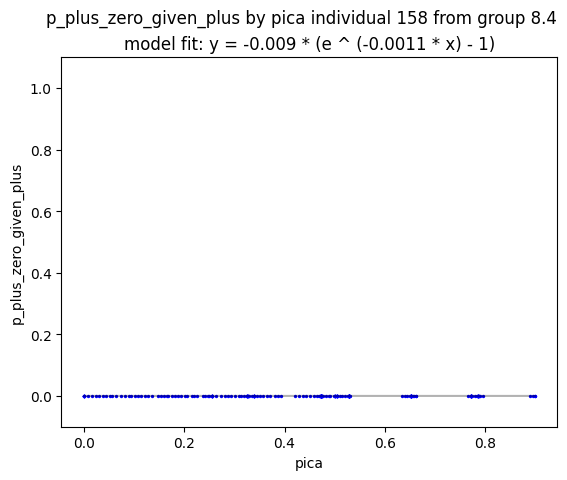 p_plus_zero_given_plus by pica individual 158 from group 8.4
model fit: y = -0.009 * (e ^ (-0.0011 * x) - 1)
1.0
0.8
0.6
0.4
0.2
0.0
p_plus_zero_given_plus
0.0 0.2 0.4 0.6 0.8
pica